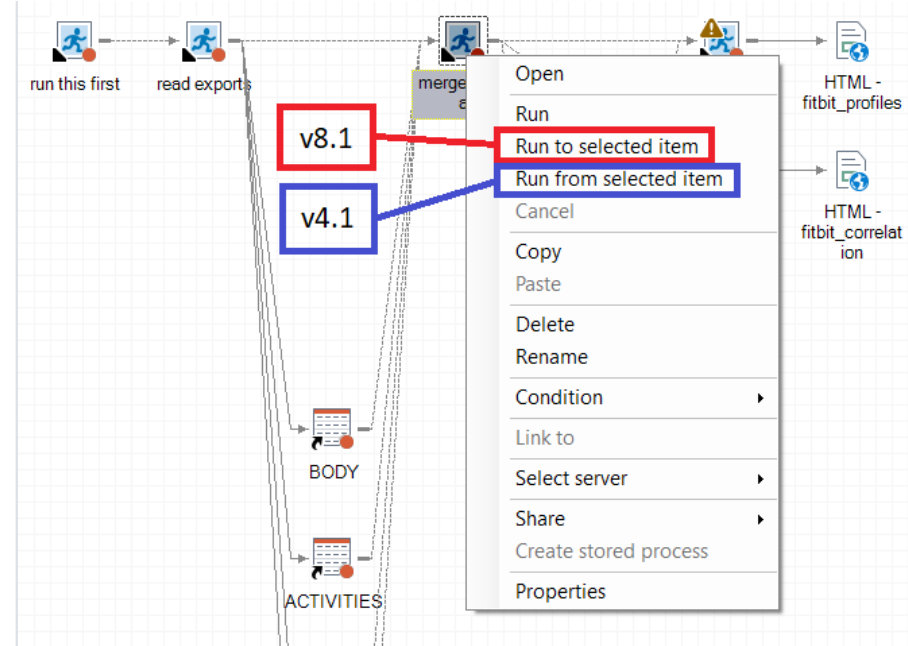 run this first
read exports
merge
a
HTML -
fitbit_profiles
v8.1
v4.1
Open
Run
Run to selected item
Run from selected item
Cancel
Copy
Paste
Delete
Rename
Condition
Link to
Select server
Share
Create stored process
Properties
HTML -
fitbit_correlat
ion
BODY
ACTIVITIES